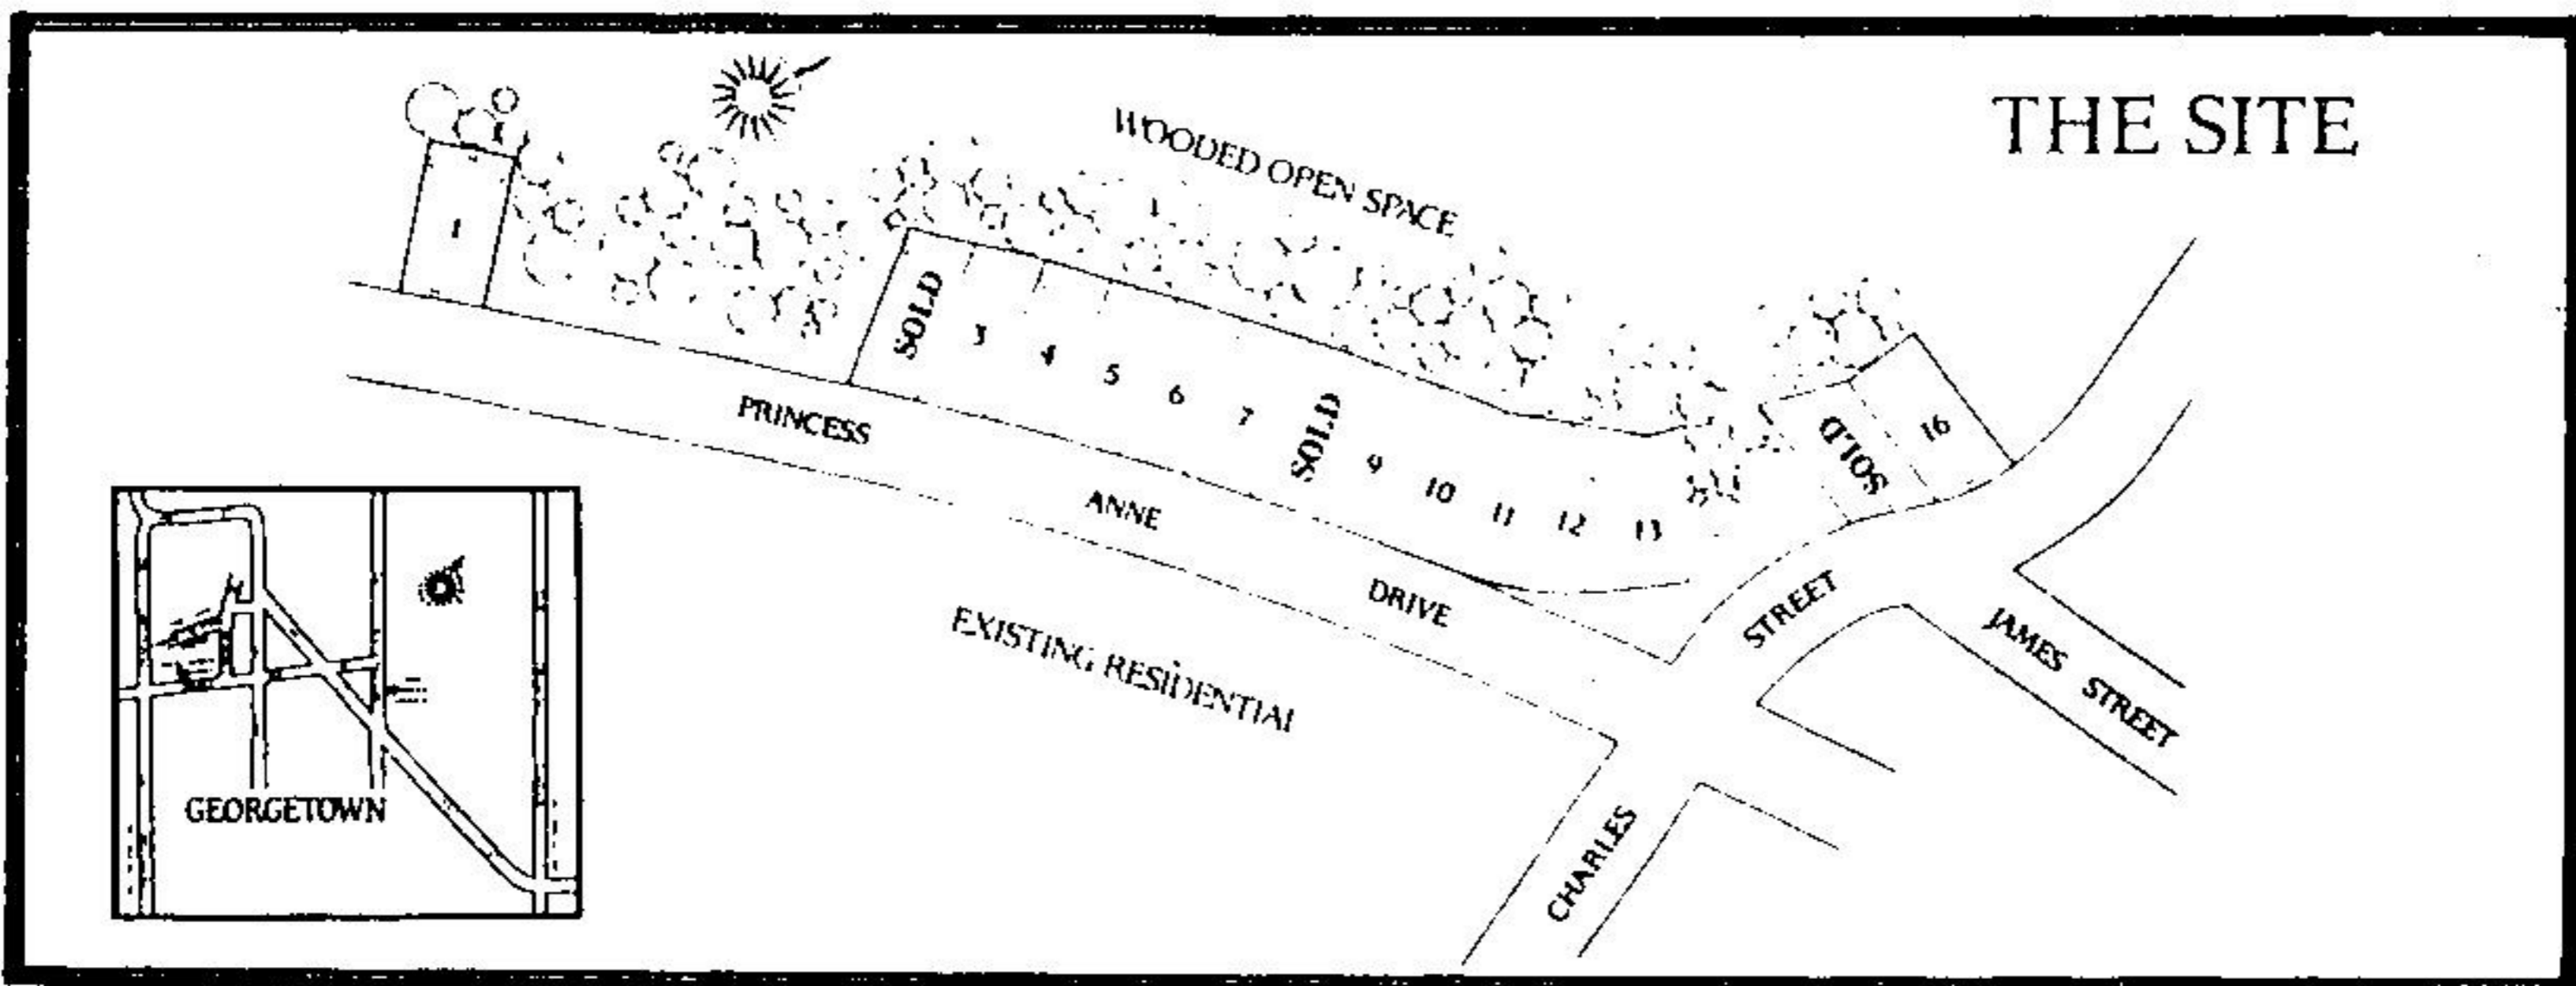 THE SITE
WOODED OPEN SPACE
1
SOLD
3
4
5
6
7
SOLD
9
10
11
12
13
SOLD
16
PRINCESS
ANNE
DRIVE
STREET
JAMES STREET
EXISTING RESIDENTIAL
CHARLES
GEORGETOWN